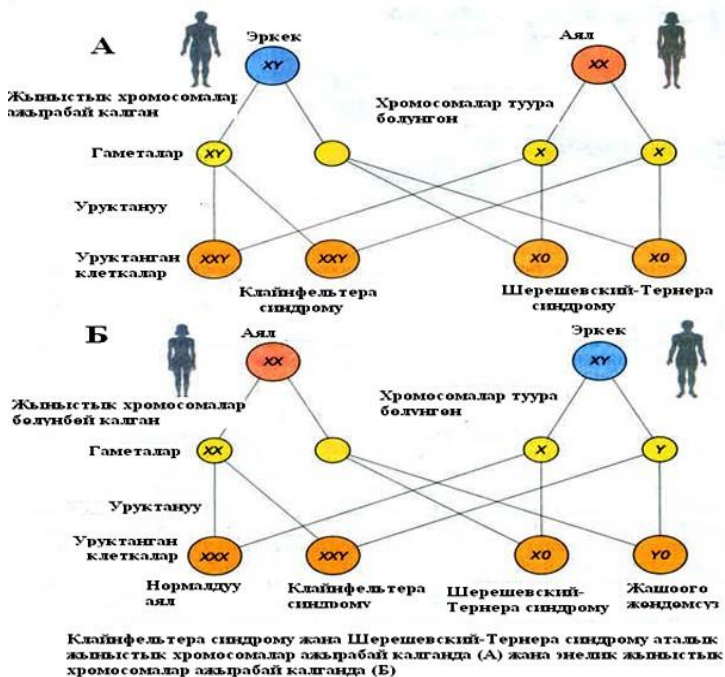 А
Эркек
Аял
XY
XX
Жыныстык хромосомалар
ажырабай калган
Хромосомалар туура
болунгон
Гаметалар
XY
X
X
Уруктануу
Уруктанган
клеткалар
XXY
XXY
XO
XO
Клайнфельтера
синдрому
Шерешевский-Тернера
синдрому
Б
Аял
Эркек
XX
XY
Жыныстык хромосомалар
болунбөй калган
Хромосомалар туура
болунгон
Гаметалар
XX
X
Y
Уруктануу
Уруктанган
клеткалар
XXX
XXY
XO
YO
Нормалдуу
аял
Клайнфельтера
синдрому
Шерешевский-
Тернера синдрому
Жашоого
жөндөмсүз
Клайнфельтера синдрому жана Шерешевский-Тернера синдрому аталык
жыныстык хромосомалар ажырабай калганда (А) жана энелик жыныстык
хромосомалар ажырабай калганда (Б)